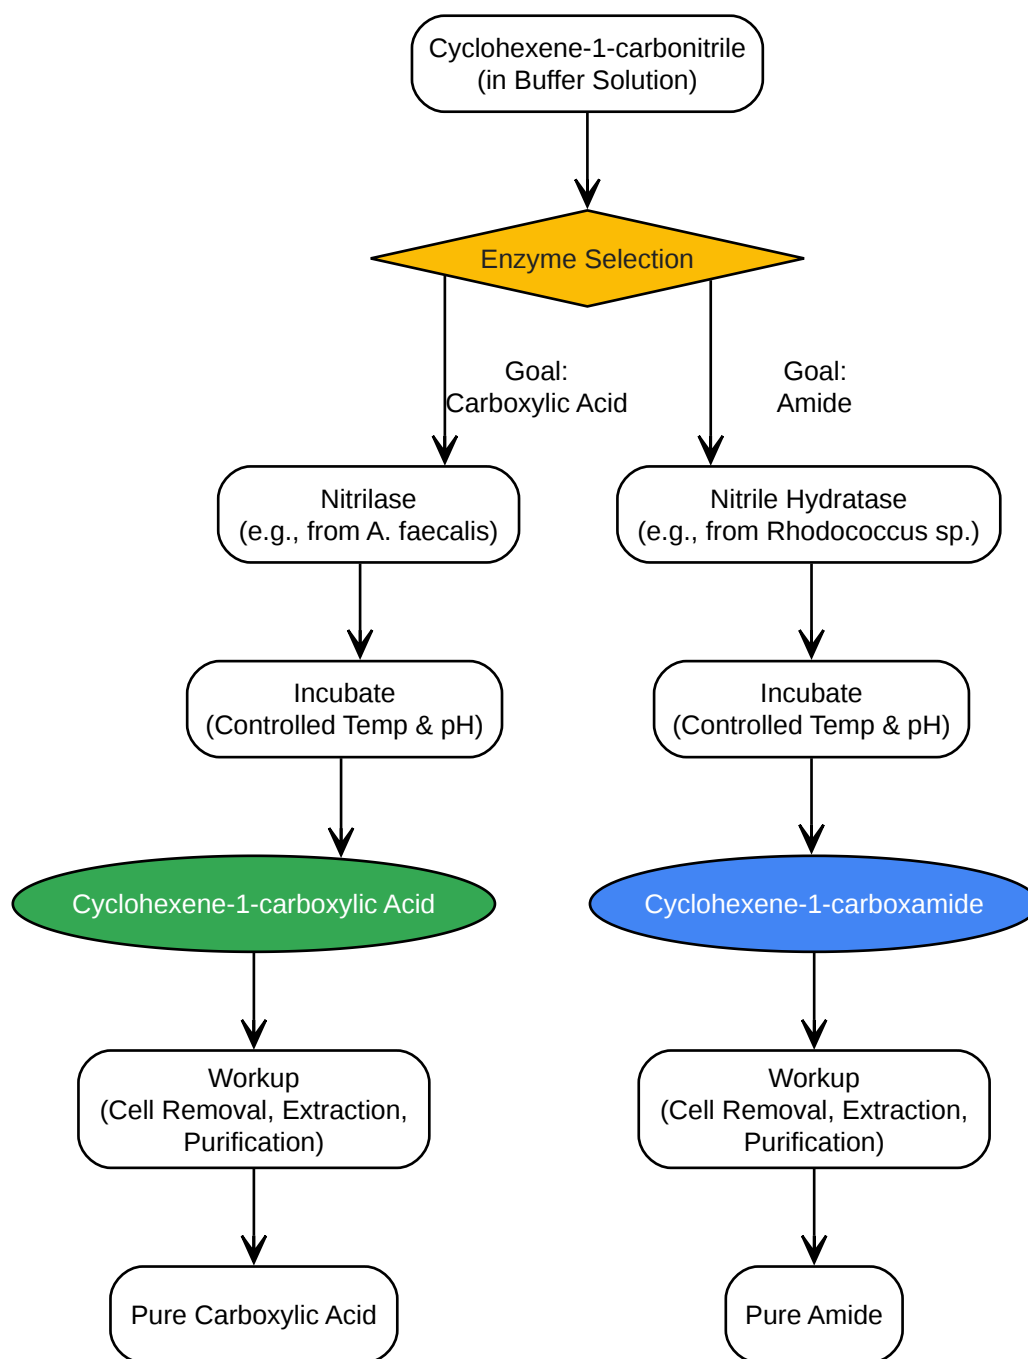 Cyclohexene-1-carbonitrile
(in Buffer Solution)
Enzyme Selection
Goal:
Carboxylic Acid
Goal:
Amide
Nitrilase
(e.g., from A. faecalis)
Nitrile Hydratase
(e.g., from Rhodococcus sp.)
Incubate
(Controlled Temp & pH)
Incubate
(Controlled Temp & pH)
Cyclohexene-1-carboxylic Acid
Cyclohexene-1-carboxamide
Workup
(Cell Removal, Extraction,
Purification)
Workup
(Cell Removal, Extraction,
Purification)
Pure Carboxylic Acid
Pure Amide